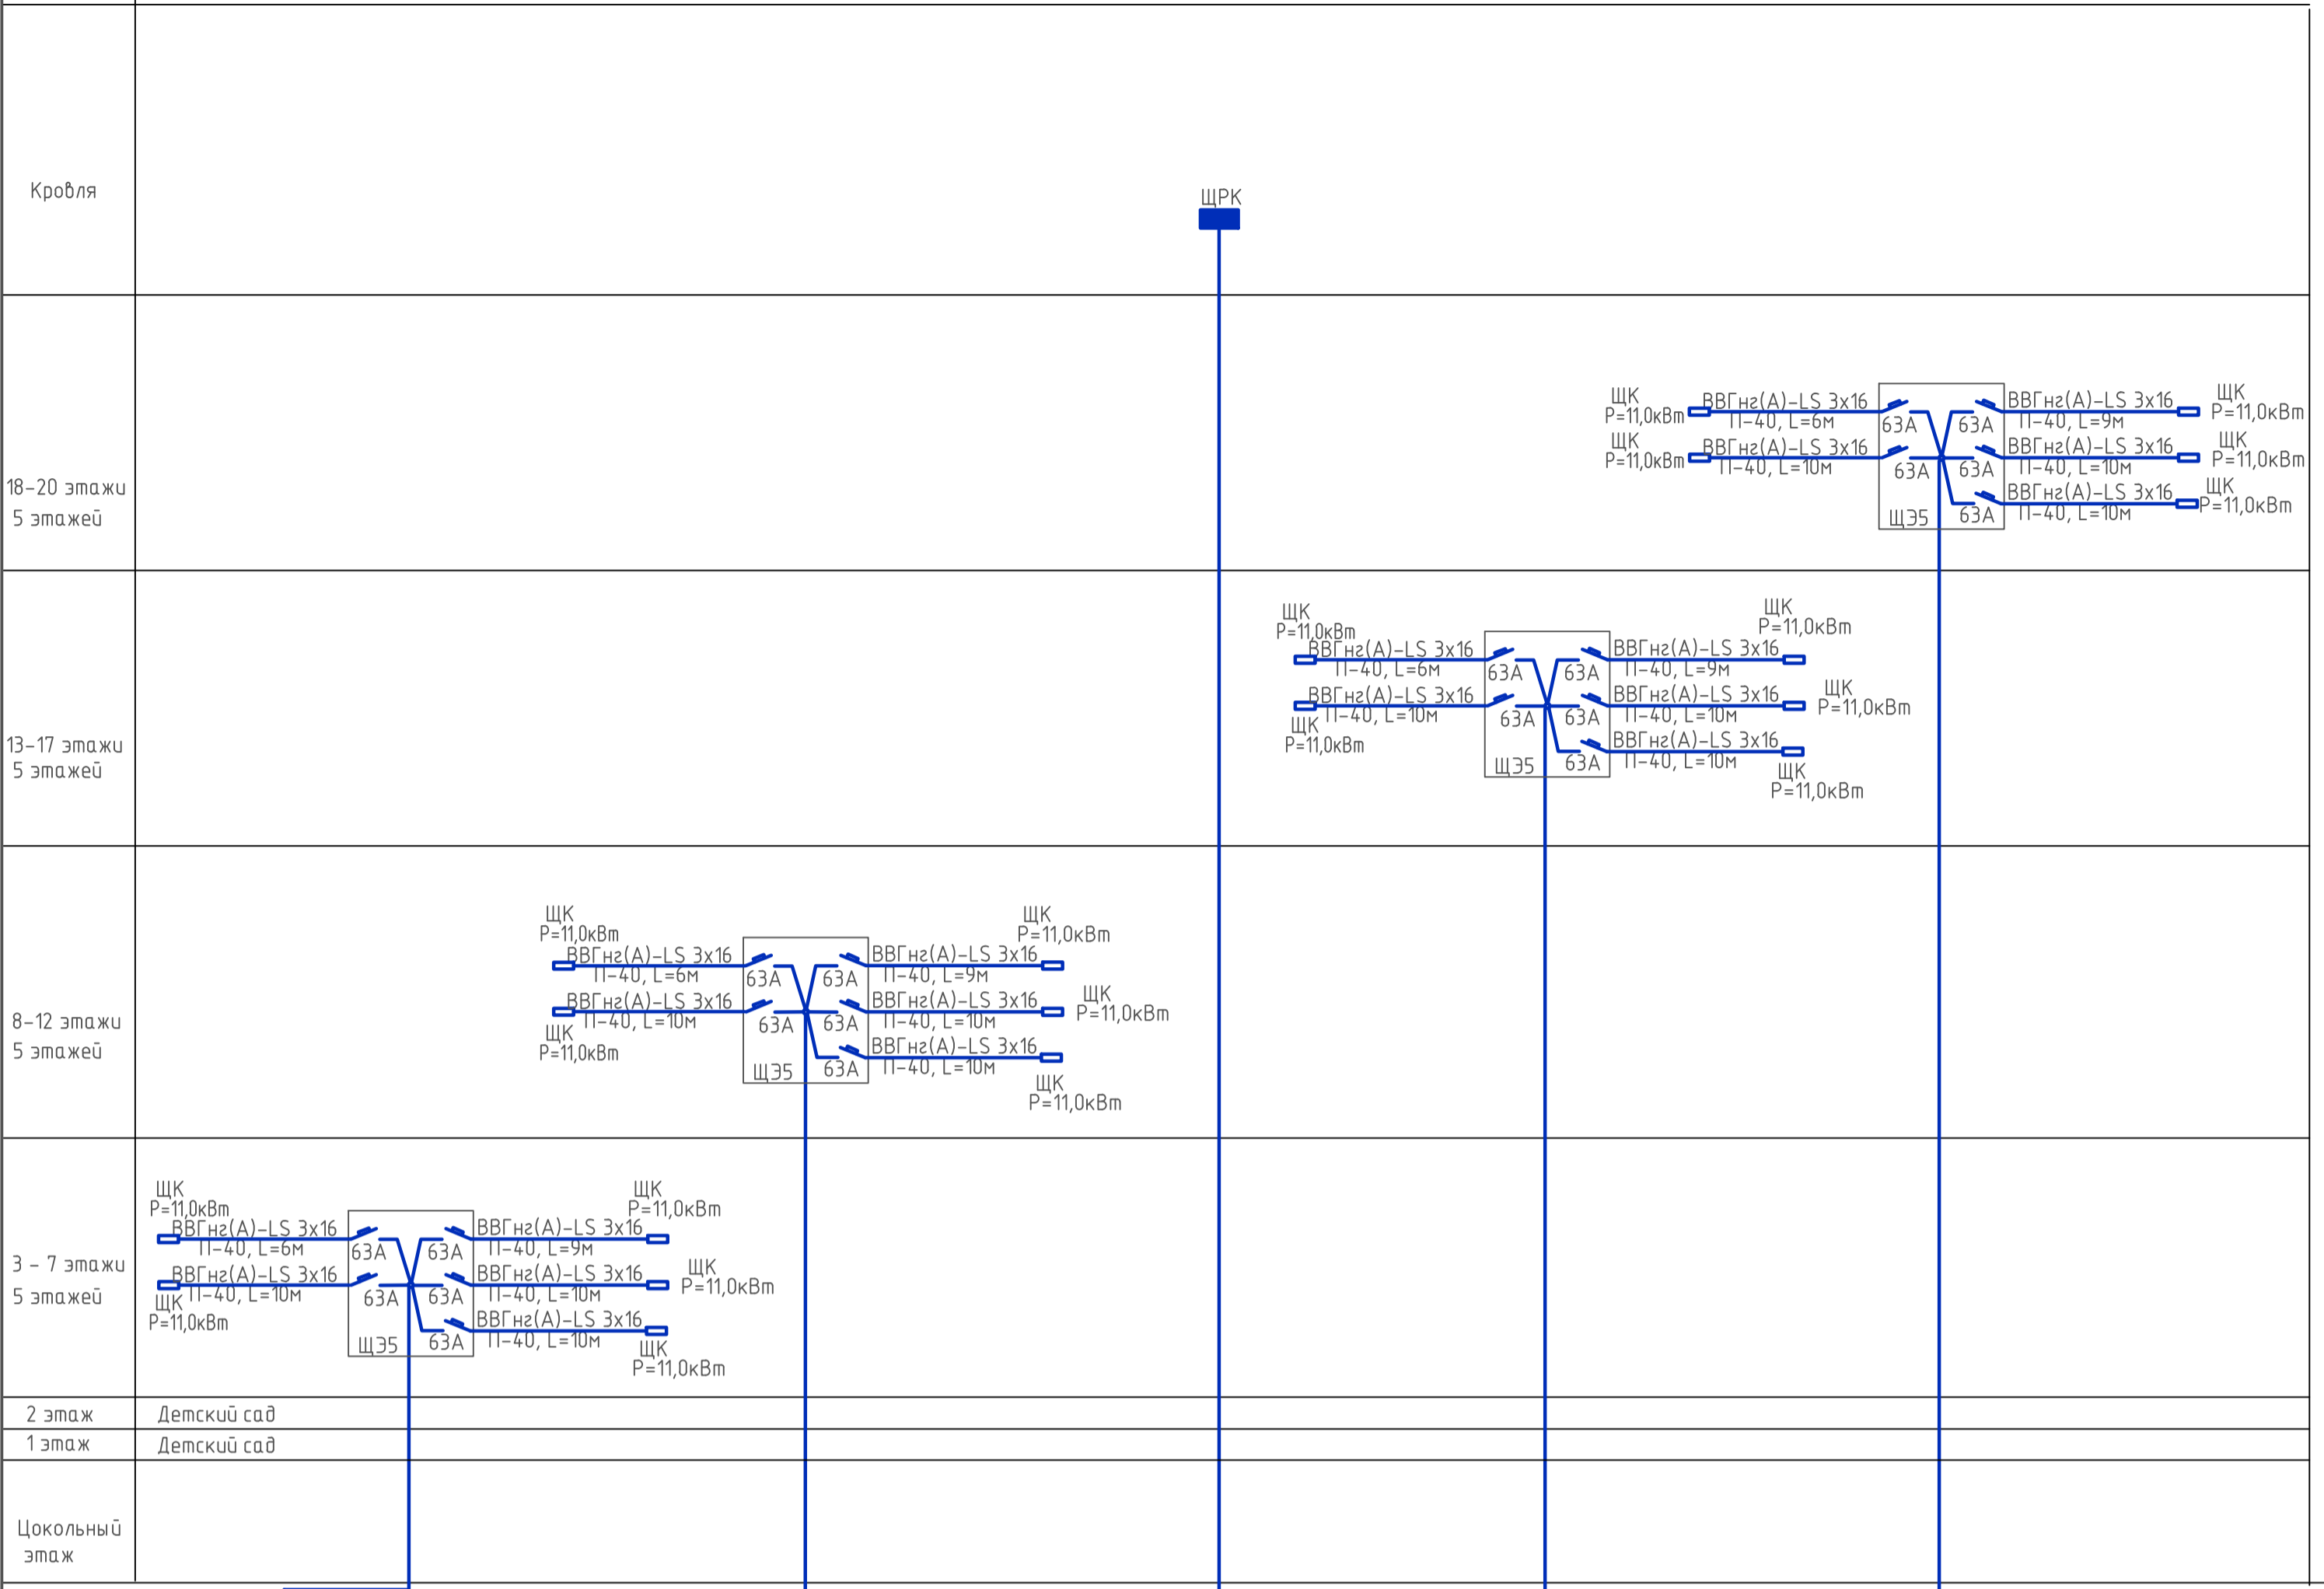 Кровля
ЩРК
18-20 этажи
5 этажей
ЩК
Р=11,0кВт
ВВГнг(А)-LS 3х16
П-40, L=6м
63А
ЩК
Р=11,0кВт
ВВГнг(А)-LS 3х16
П-40, L=10м
63А
ЩЭ5
63А
ВВГнг(А)-LS 3х16
П-40, L=9м
ЩК
Р=11,0кВт
63А
ВВГнг(А)-LS 3х16
П-40, L=10м
ЩК
Р=11,0кВт
63А
ВВГнг(А)-LS 3х16
П-40, L=10м
ЩК
Р=11,0кВт
13-17 этажи
5 этажей
ЩК
Р=11,0кВт
ВВГнг(А)-LS 3х16
П-40, L=6м
63А
ВВГнг(А)-LS 3х16
П-40, L=10м
63А
ЩК
Р=11,0кВт
ЩЭ5
ЩК
Р=11,0кВт
63А
ВВГнг(А)-LS 3х16
П-40, L=9м
63А
ВВГнг(А)-LS 3х16
П-40, L=10м
ЩК
Р=11,0кВт
63А
ВВГнг(А)-LS 3х16
П-40, L=10м
ЩК
Р=11,0кВт
8-12 этажи
5 этажей
ЩК
Р=11,0кВт
ВВГнг(А)-LS 3х16
П-40, L=6м
63А
ВВГнг(А)-LS 3х16
П-40, L=10м
63А
ЩК
Р=11,0кВт
ЩЭ5
ЩК
Р=11,0кВт
63А
ВВГнг(А)-LS 3х16
П-40, L=9м
63А
ВВГнг(А)-LS 3х16
П-40, L=10м
ЩК
Р=11,0кВт
63А
ВВГнг(А)-LS 3х16
П-40, L=10м
ЩК
Р=11,0кВт
3 - 7 этажи
5 этажей
ЩК
Р=11,0кВт
ВВГнг(А)-LS 3х16
П-40, L=6м
63А
ВВГнг(А)-LS 3х16
П-40, L=10м
63А
ЩК
Р=11,0кВт
ЩЭ5
ЩК
Р=11,0кВт
63А
ВВГнг(А)-LS 3х16
П-40, L=9м
63А
ВВГнг(А)-LS 3х16
П-40, L=10м
ЩК
Р=11,0кВт
63А
ВВГнг(А)-LS 3х16
П-40, L=10м
ЩК
Р=11,0кВт
2 этаж
Детский сад
1 этаж
Детский сад
Цокольный
этаж